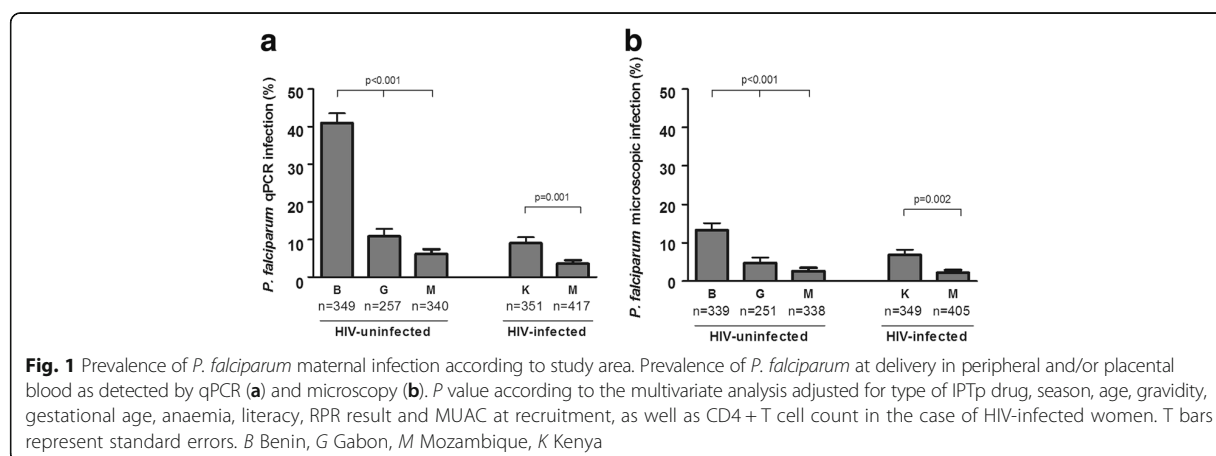 a
p<0.001
P. falciparum qPCR infection (%)
50
40
30
20
10
0
p=0.001
B G M K M
n=349 n=257 n=340 n=351 n=417
HIV-uninfected HIV-infected
b
p<0.001
P. falciparum microscopic infection (%)
50
40
30
20
10
0
p=0.002
B G M K M
n=339 n=251 n=338 n=349 n=405
HIV-uninfected HIV-infected
Fig. 1 Prevalence of P. falciparum maternal infection according to study area. Prevalence of P. falciparum at delivery in peripheral and/or placental
blood as detected by qPCR (a) and microscopy (b). P value according to the multivariate analysis adjusted for type of IPTp drug, season, age, gravidity,
gestational age, anaemia, literacy, RPR result and MUAC at recruitment, as well as CD4 + T cell count in the case of HIV-infected women. T bars
represent standard errors. B Benin, G Gabon, M Mozambique, K Kenya